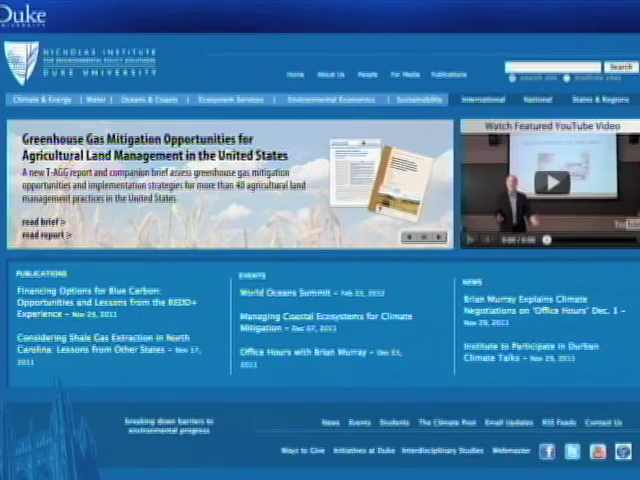 Duke
UNIVERSITY
NICHOLAS INSTITUTE
FOR ENVIRONMENTAL POLICY SOLUTIONS
DUKE UNIVERSITY
Home About Us People For Media Publications
Search
Climate & Energy | Water | Oceans & Coasts | Ecosystem Services | Environmental Economics | Sustainability International National States & Regions
Greenhouse Gas Mitigation Opportunities for
Agricultural Land Management in the United States
A new T-AGG report and companion brief assess greenhouse gas mitigation
opportunities and implementation strategies for more than 40 agricultural land
management practices in the United States.
read brief >
read report >
Watch Featured YouTube Video
0:00 / 0:00
PUBLICATIONS
Financing Options for Blue Carbon:
Opportunities and Lessons from the REDD+
Experience – Nov 29, 2011
Considering Shale Gas Extraction in North
Carolina: Lessons from Other States – Nov 17,
2011
EVENTS
World Oceans Summit – Feb 23, 2012
Managing Coastal Ecosystems for Climate
Mitigation – Dec 07, 2011
Office Hours with Brian Murray – Dec 01,
2011
NEWS
Brian Murray Explains Climate
Negotiations on 'Office Hours' Dec. 1 –
Nov 29, 2011
Institute to Participate in Durban
Climate Talks – Nov 29, 2011
breaking down barriers to
environmental progress
News Events Students The Climate Post Email Updates RSS Feeds Contact Us
Ways to Give Initiatives at Duke Interdisciplinary Studies Webmaster